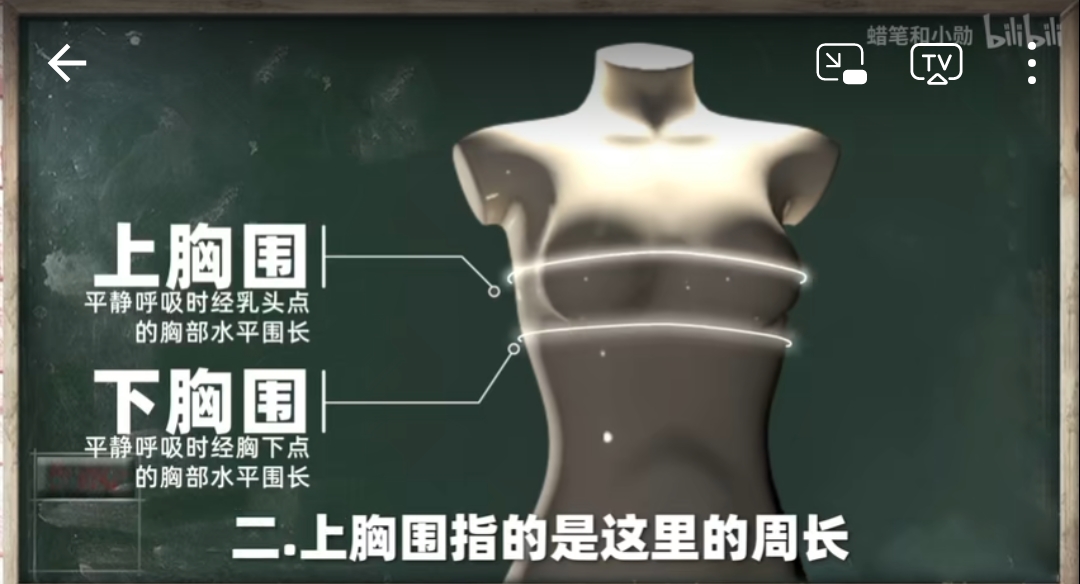 蜡笔和小勋 bilibili
TV
上胸围
平静呼吸时经乳头点
的胸部水平围长
下胸围
平静呼吸时经胸下点
的胸部水平围长
二.上胸围指的是这里的周长